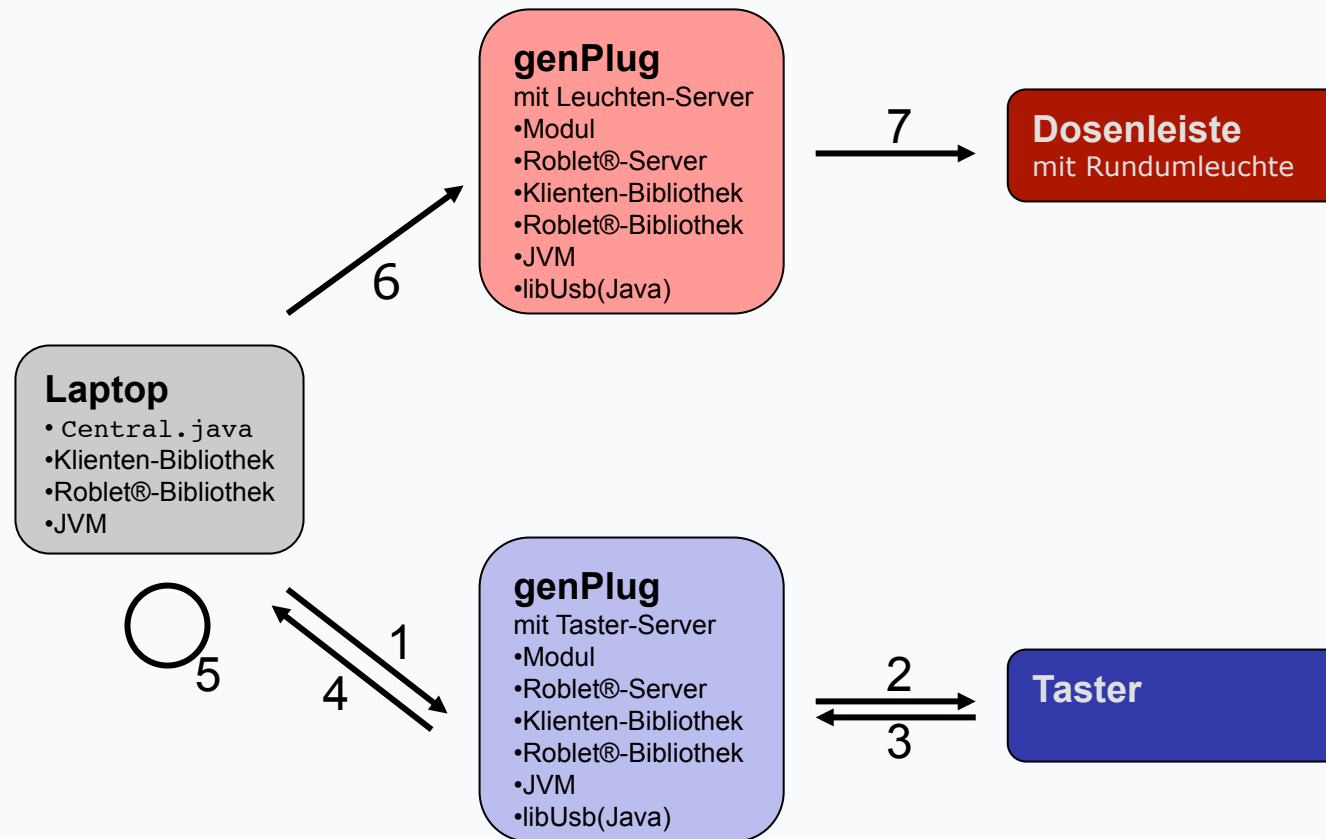 genPlug
mit Leuchten-Server
•Modul
•Roblet®-Server
•Klienten-Bibliothek
•Roblet®-Bibliothek
•JVM
•libUsb(Java)
7
Dosenleiste
mit Rundumleuchte
6
Laptop
• Central.java
•Klienten-Bibliothek
•Roblet®-Bibliothek
•JVM
5
1
4
genPlug
mit Taster-Server
•Modul
•Roblet®-Server
•Klienten-Bibliothek
•Roblet®-Bibliothek
•JVM
•libUsb(Java)
2
3
Taster